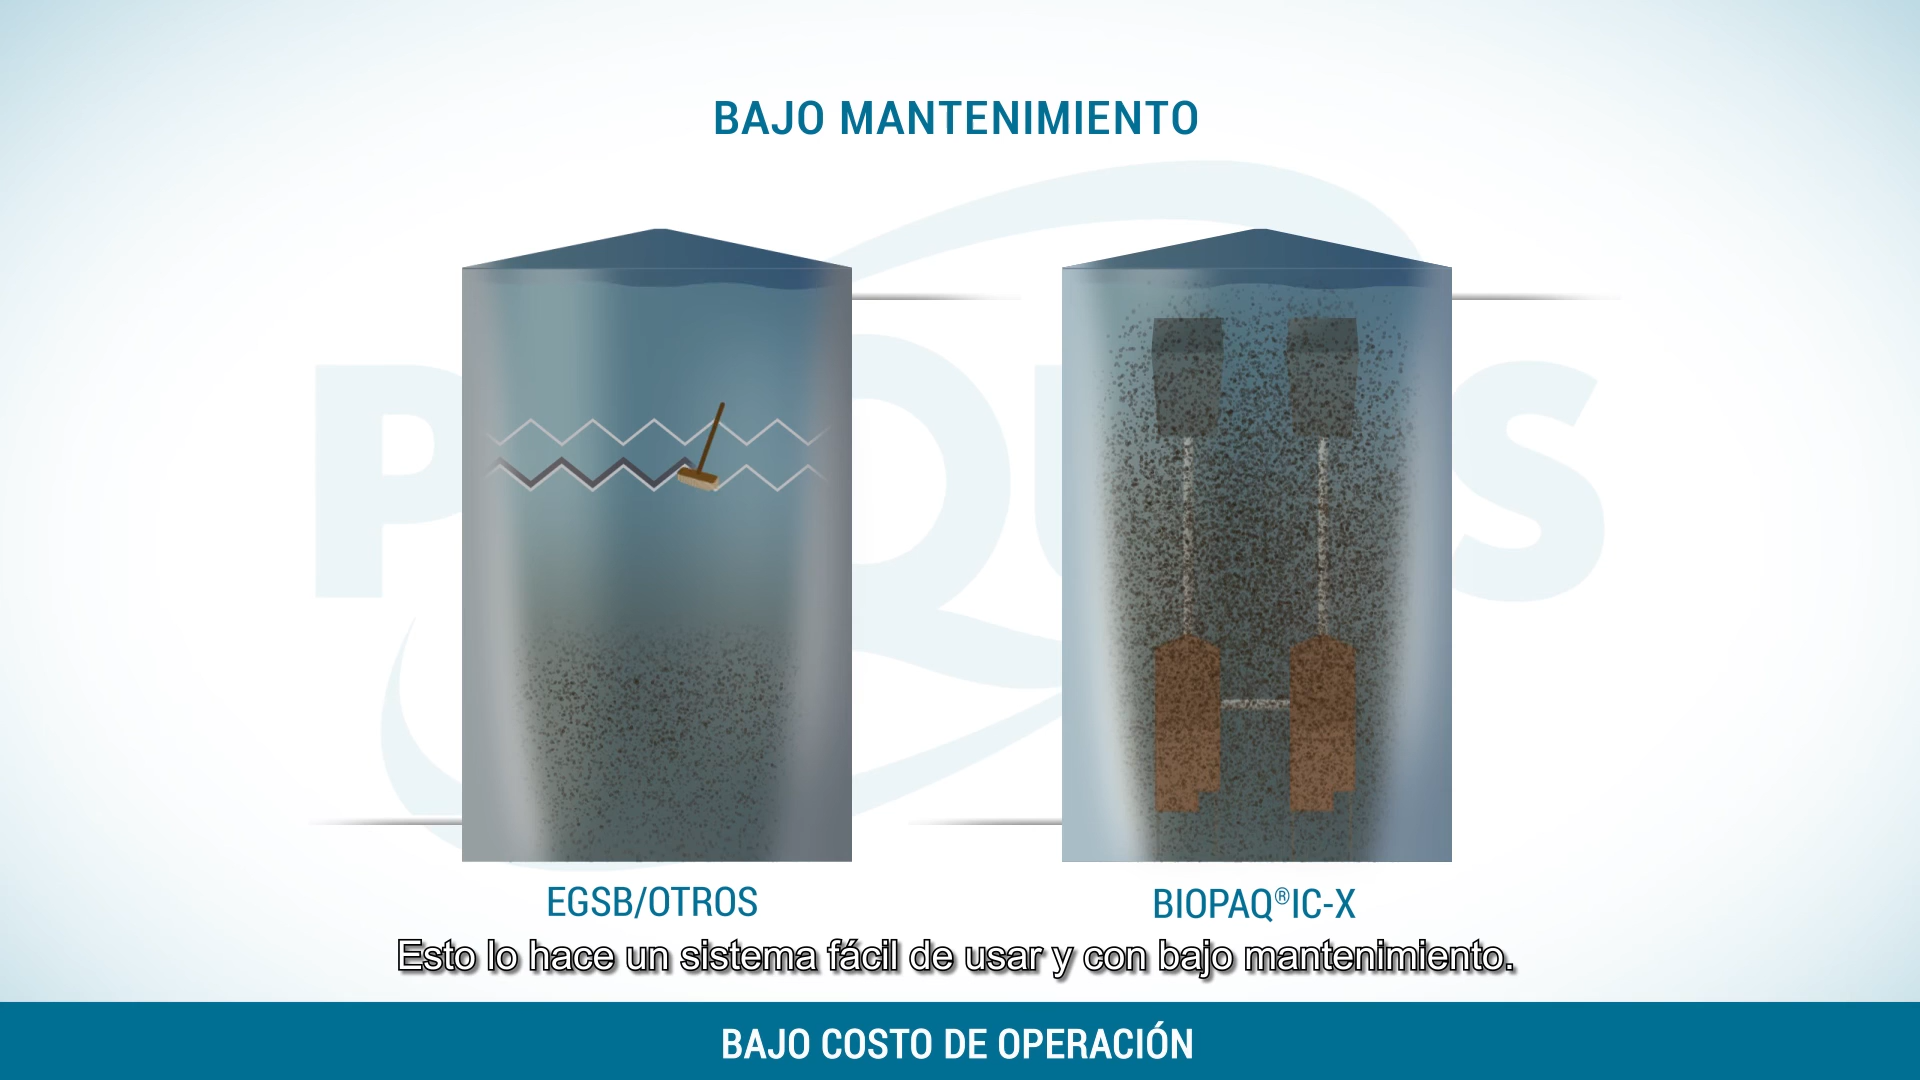 BAJO MANTENIMIENTO
PAQUES
EGSB/OTROS
BIOPAQ®IC-X
Esto lo hace un sistema fácil de usar y con bajo mantenimiento.
BAJO COSTO DE OPERACIÓN